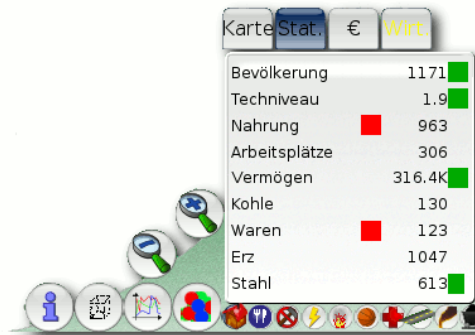 Karte Stat. € Wirt.
Bevölkerung 1171
Techniveau 1.9
Nahrung 963
Arbeitsplätze 306
Vermögen 316.4K
Kohle 130
Waren 123
Erz 1047
Stahl 613